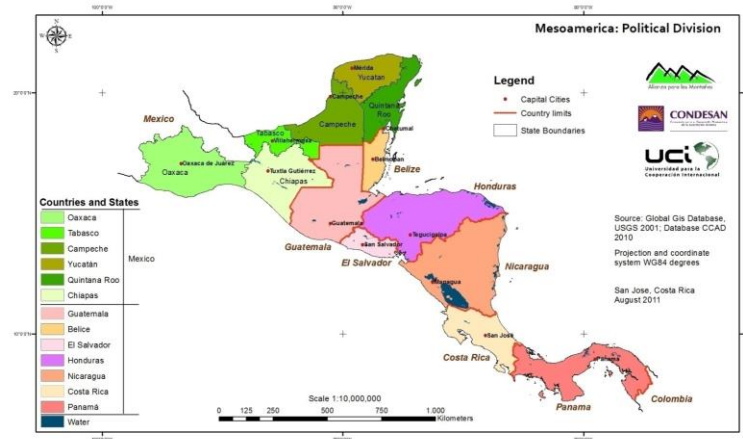 Mesoamerica: Political Division
Legend
Capital Cities
Country limits
State Boundaries
Alianza para las Montañas
CONDESAN
UCi
Universidad para la
Cooperación Internacional
Source: Global Gis Database,
USGS 2001; Database CCAD
2010
Projection and coordinate
system WG84 degrees
San Jose, Costa Rica
August 2011
Mérida
Yucatán
Campeche
Quintana
Roo
Campeche
Chetumal
Mexico
Tabasco
Villahermosa
Belmopan
Belize
Oaxaca de Juárez
Oaxaca
Tuxtla Gutiérrez
Chiapas
Honduras
Guatemala
Tegucigalpa
San Salvador
Guatemala
El Salvador
Nicaragua
Managua
San José
Costa Rica
Panama
Panama
Colombia
Countries and States
Oaxaca
Tabasco
Campeche
Yucatán
Quintana Roo
Chiapas
Mexico
Guatemala
Belice
El Salvador
Honduras
Nicaragua
Costa Rica
Panamá
Water
Scale 1:10,000,000
0 125 250 500 750 1.000
Kilometers